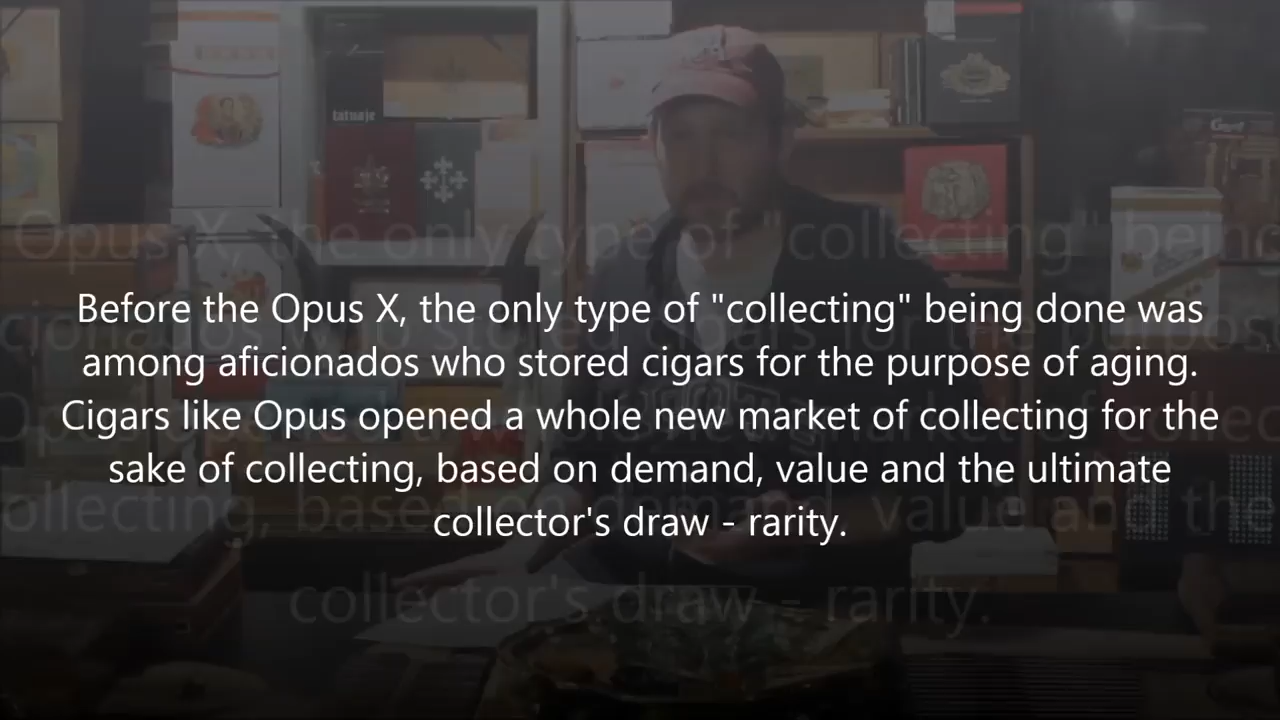 tatuaje
Before the Opus X, the only type of "collecting" being done was
among aficionados who stored cigars for the purpose of aging.
Cigars like Opus opened a whole new market of collecting for the
sake of collecting, based on demand, value and the ultimate
collector's draw - rarity.